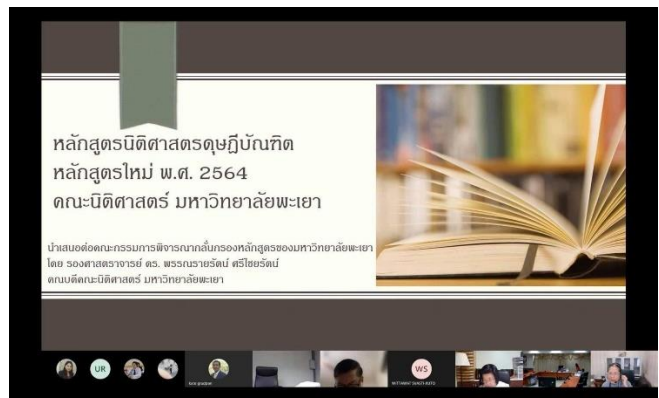 หลักสูตรนิติศาสตรดุษฎีบัณฑิต
หลักสูตรใหม่ พ.ศ. 2564
คณะนิติศาสตร์ มหาวิทยาลัยพะเยา
นำเสนอต่อคณะกรรมการพิจารณากลั่นกรองหลักสูตรของมหาวิทยาลัยพะเยา
โดย รองศาสตราจารย์ ดร. พรรณรายรัตน์ ศรีไชยรัตน์
คณบดีคณะนิติศาสตร์ มหาวิทยาลัยพะเยา
UR
WS